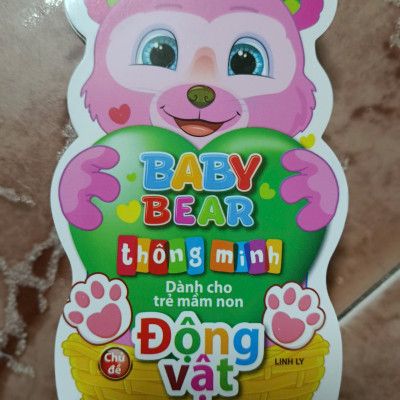 BABY
BEAR
thông minh
Dành cho
trẻ mầm non
Chủ đề
Động
vật
LINH LY